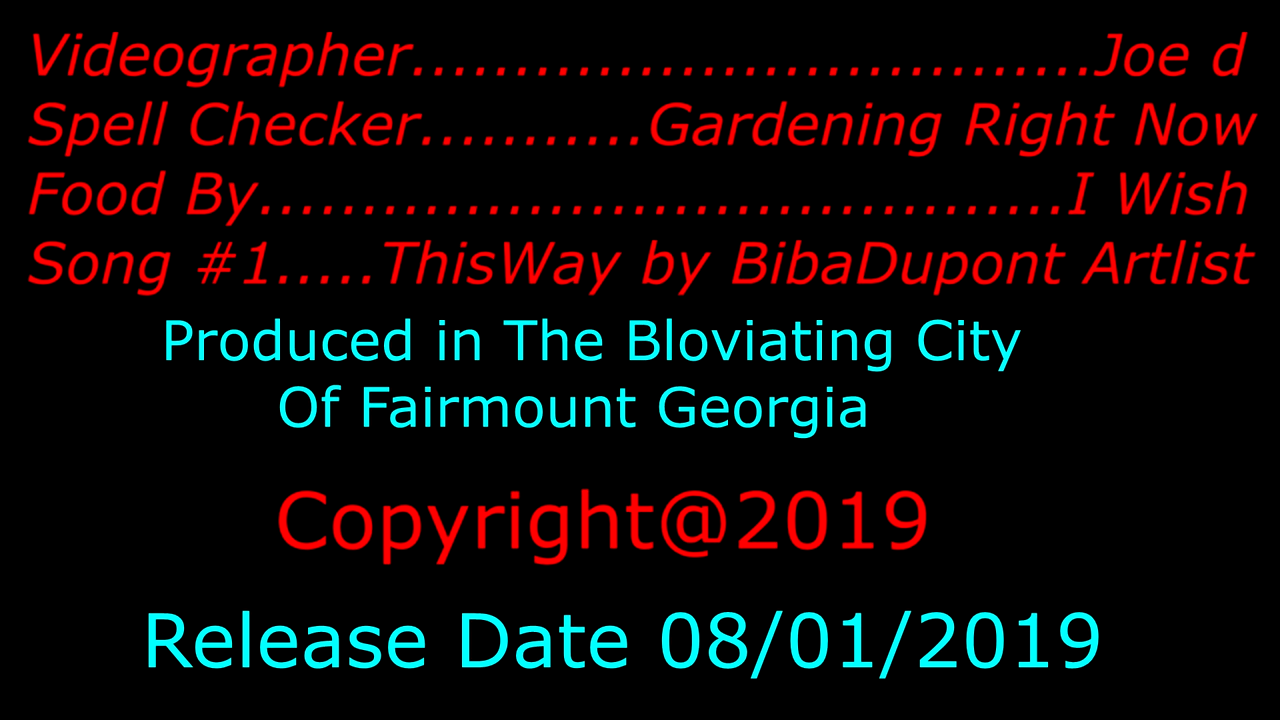 Videographer.................................Joe d
Spell Checker...........Gardening Right Now
Food By.......................................I Wish
Song #1.....ThisWay by BibaDupont Artlist
Produced in The Bloviating City
Of Fairmount Georgia
Copyright@2019
Release Date 08/01/2019